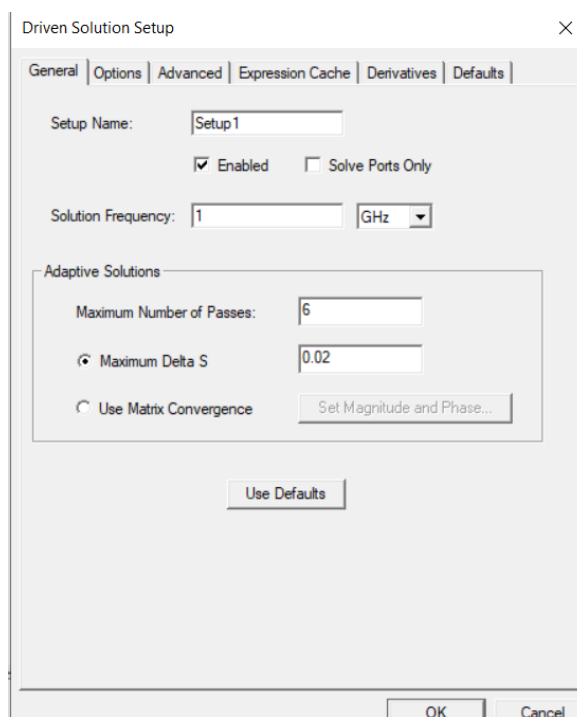 Driven Solution Setup
General Options Advanced Expression Cache Derivatives Defaults
Setup Name: Setup1
Enabled Solve Ports Only
Solution Frequency: 1 GHz
Adaptive Solutions
Maximum Number of Passes: 6
Maximum Delta S 0.02
Use Matrix Convergence Set Magnitude and Phase...
Use Defaults
OK Cancel